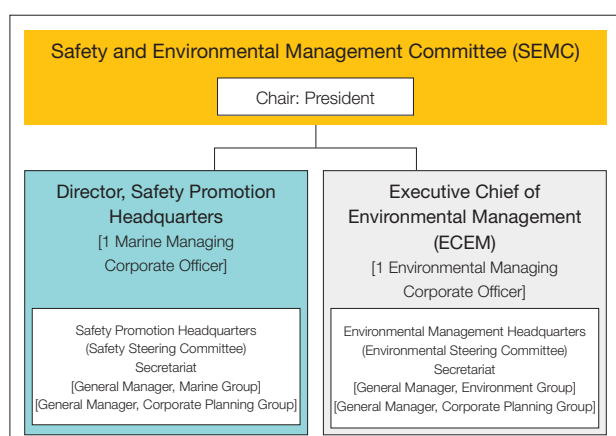 Safety and Environmental Management Committee (SEMC)
Chair: President
Director, Safety Promotion
Headquarters
[1 Marine Managing
Corporate Officer]
Safety Promotion Headquarters
(Safety Steering Committee)
Secretariat
[General Manager, Marine Group]
[General Manager, Corporate Planning Group]
Executive Chief of
Environmental Management
(ECEM)
[1 Environmental Managing
Corporate Officer]
Environmental Management Headquarters
(Environmental Steering Committee)
Secretariat
[General Manager, Environment Group]
[General Manager, Corporate Planning Group]